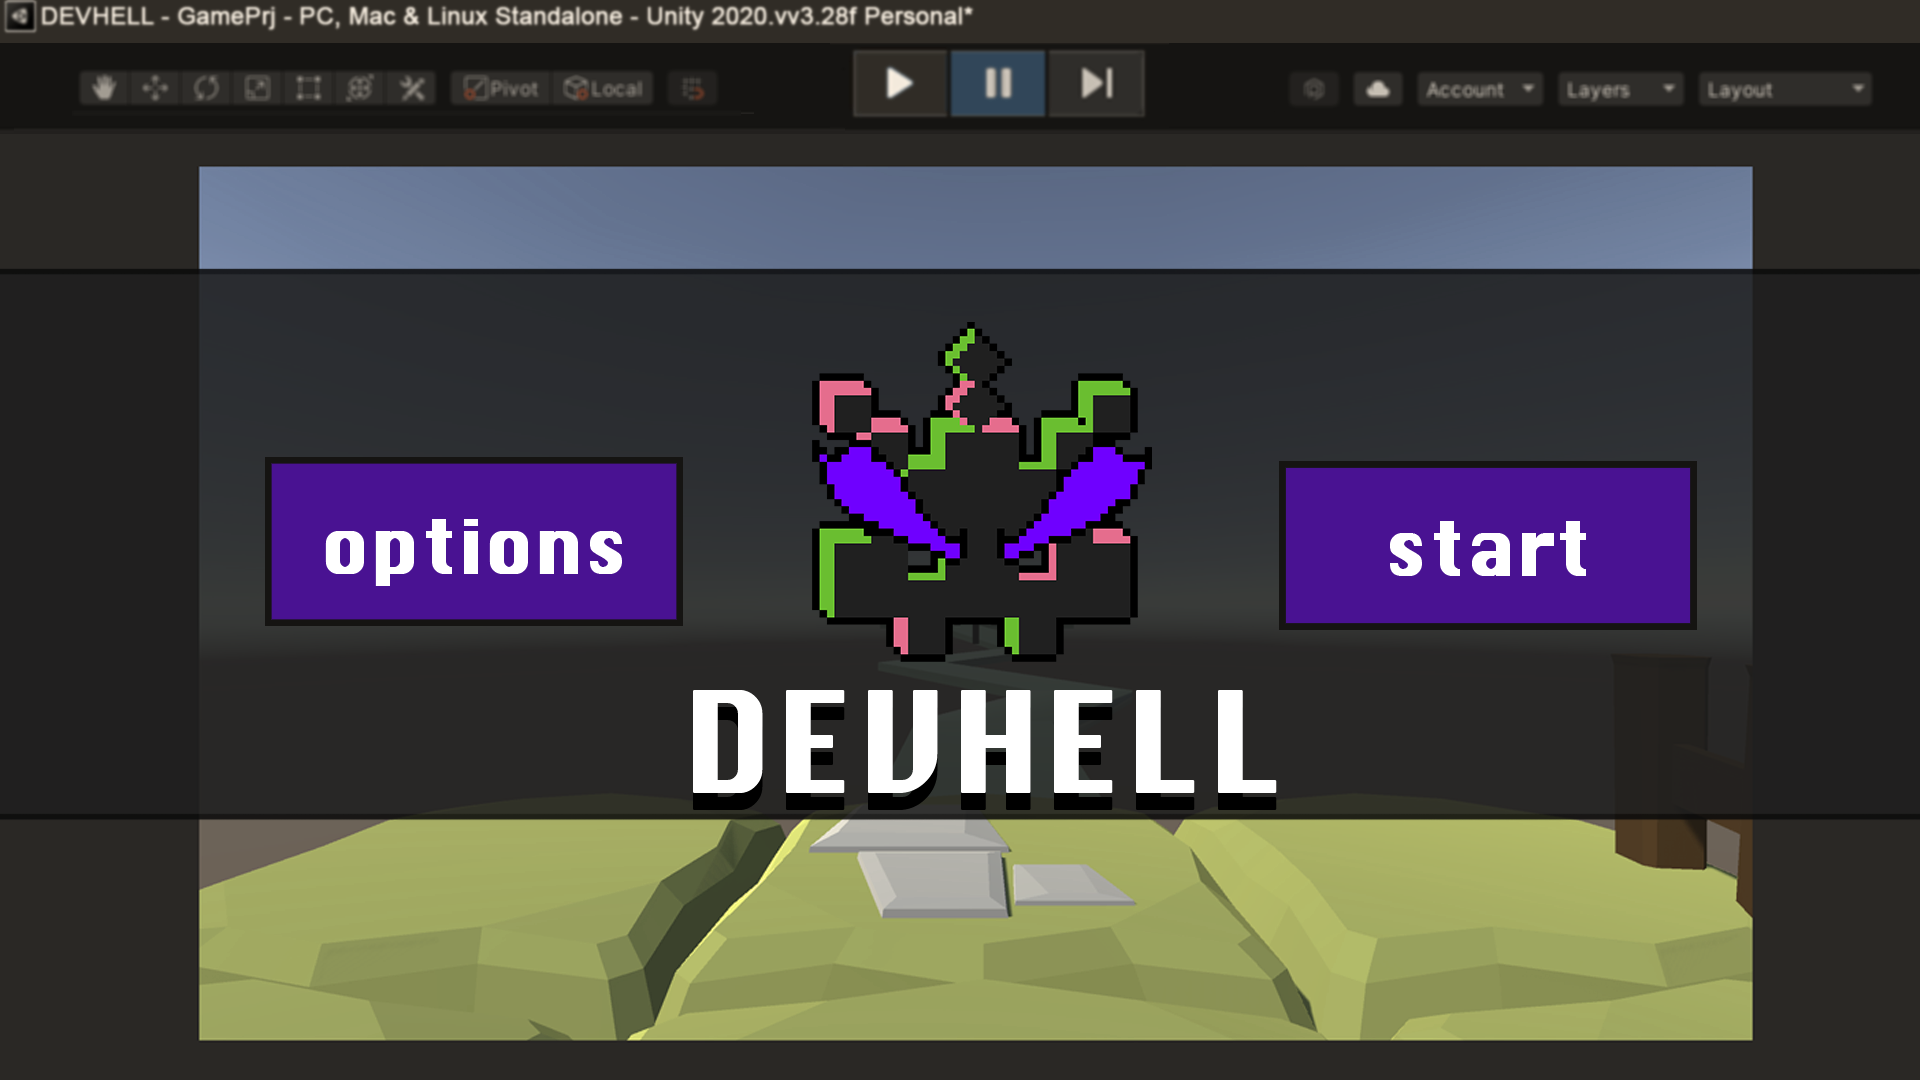 DEVHELL - GamePrj - PC, Mac & Linux Standalone - Unity 2020.vv3.28f Personal*
Pivot Local Account Layers Layout
options
start
DEVHELL